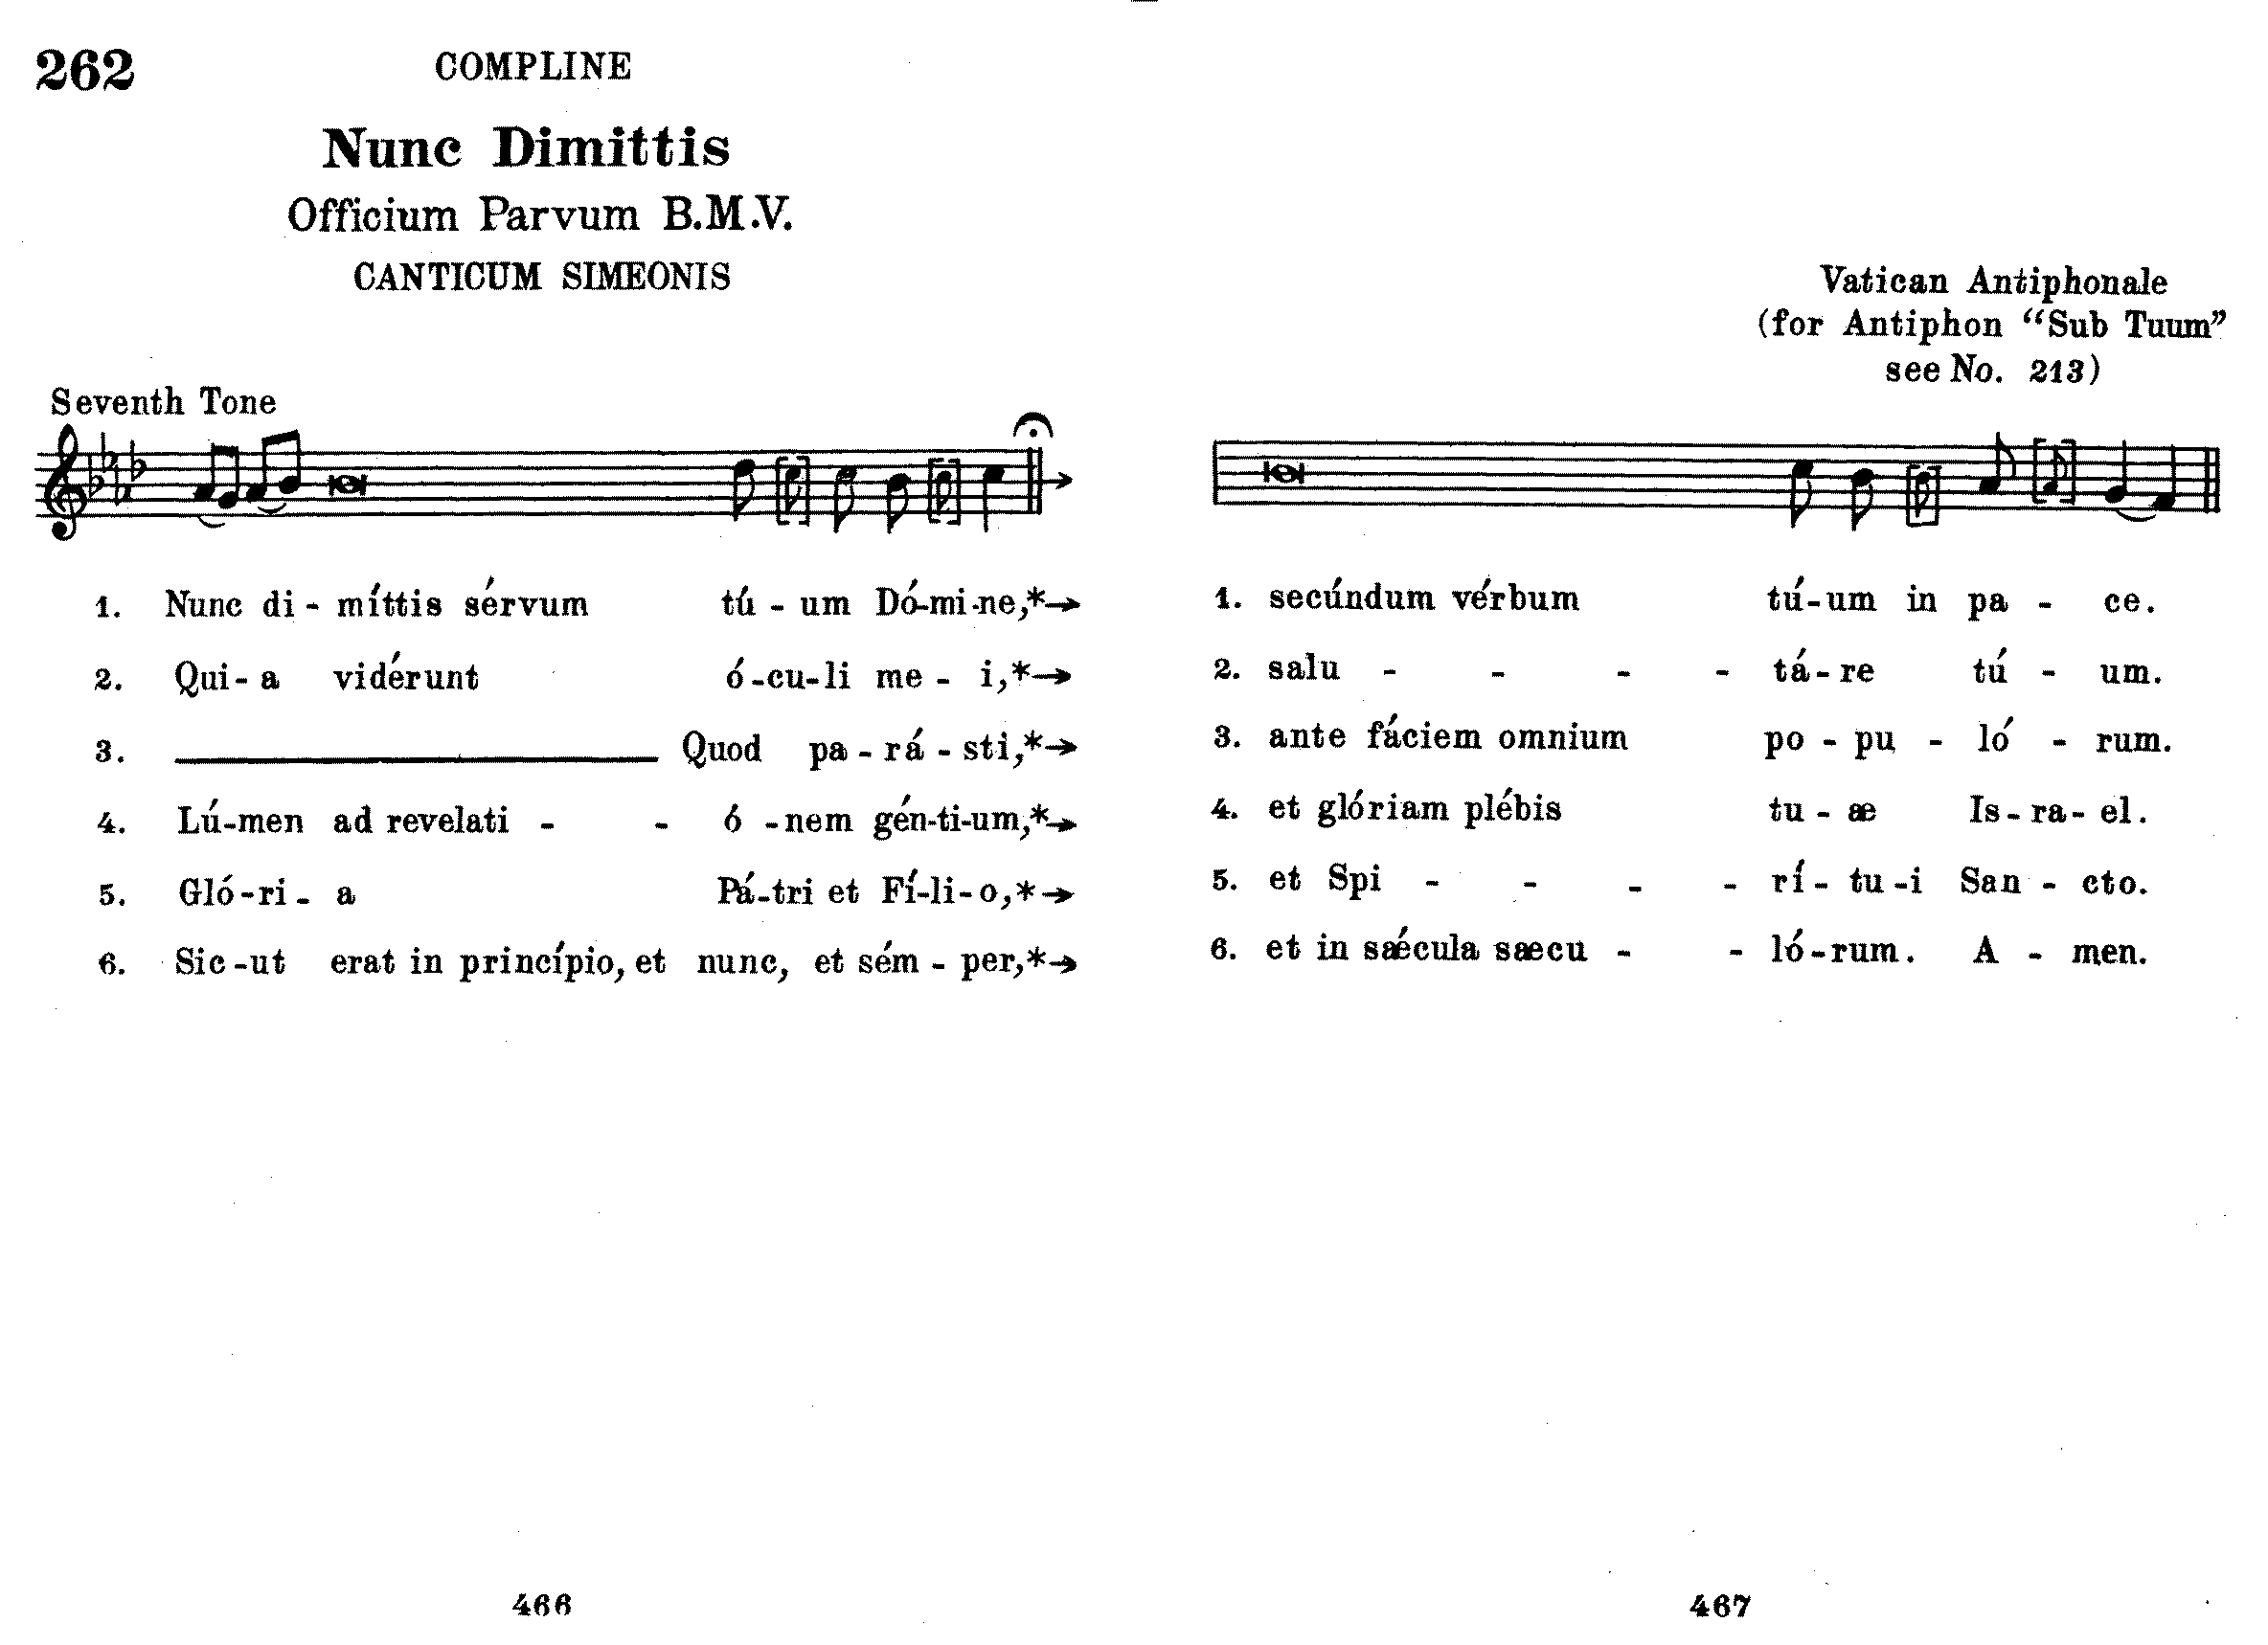 262
COMPLINE
Nunc Dimittis
Officium Parvum B.M.V.
CANTICUM SIMEONIS
Seventh Tone
1. Nunc di - míttis sérvum tú - um Dó-mi-ne,*→
2. Qui - a vidérunt ó-cu-li me - i,*→
3. Quod pa - rá - sti,*→
4. Lú-men ad revelati - - ó - nem gén-ti-um,*→
5. Gló-ri - a Pá-tri et Fí-li-o,*→
6. Sic-ut erat in princípio, et nunc, et sém - per,*→
466
Vatican Antiphonale
(for Antiphon “Sub Tuum”
see No. 213)
1. secúndum vérbum tú-um in pa - ce.
2. salu - - - - tá - re tú - um.
3. ante fáciem omnium po - pu - ló - rum.
4. et glóriam plébis tu - æ Is - ra - el.
5. et Spi - - - - rí - tu - i San - cto.
6. et in sǽcula sæcu - - ló-rum. A - men.
467